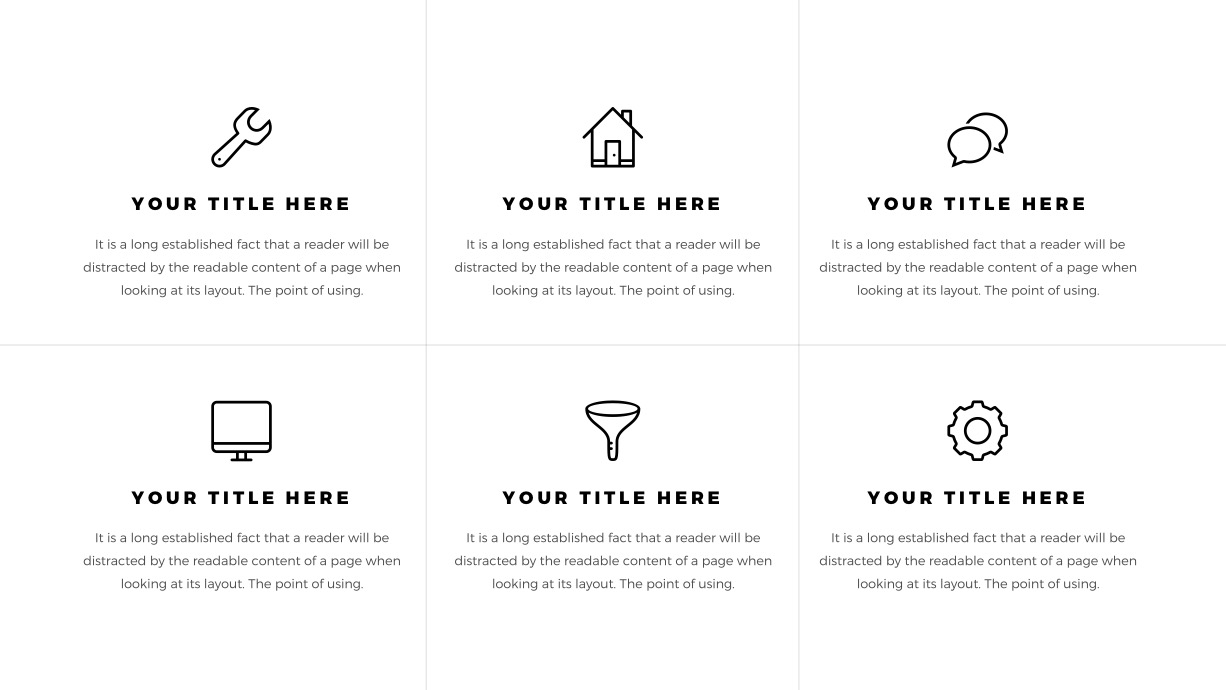 YOUR TITLE HERE
It is a long established fact that a reader will be
distracted by the readable content of a page when
looking at its layout. The point of using.
YOUR TITLE HERE
It is a long established fact that a reader will be
distracted by the readable content of a page when
looking at its layout. The point of using.
YOUR TITLE HERE
It is a long established fact that a reader will be
distracted by the readable content of a page when
looking at its layout. The point of using.
YOUR TITLE HERE
It is a long established fact that a reader will be
distracted by the readable content of a page when
looking at its layout. The point of using.
YOUR TITLE HERE
It is a long established fact that a reader will be
distracted by the readable content of a page when
looking at its layout. The point of using.
YOUR TITLE HERE
It is a long established fact that a reader will be
distracted by the readable content of a page when
looking at its layout. The point of using.